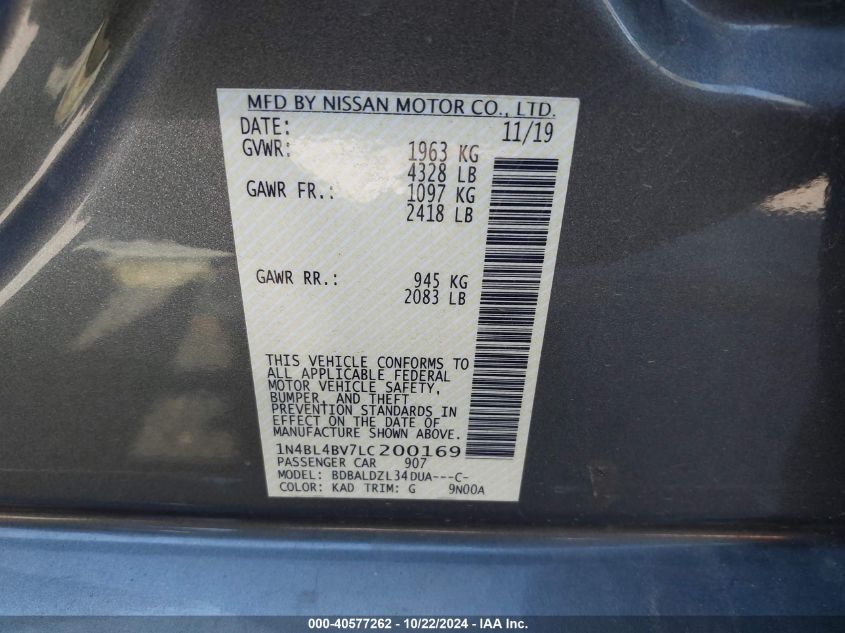 MFD BY NISSAN MOTOR CO., LTD.
DATE: 11/19
GVWR: 1963 KG
4328 LB
GAWR FR.: 1097 KG
2418 LB
GAWR RR.: 945 KG
2083 LB
THIS VEHICLE CONFORMS TO
ALL APPLICABLE FEDERAL
MOTOR VEHICLE SAFETY,
BUMPER, AND THEFT
PREVENTION STANDARDS IN
EFFECT ON THE DATE OF
MANUFACTURE SHOWN ABOVE.
1N4BL4BV7LC200169
PASSENGER CAR 907
MODEL: BDBALDZL34DUA---C-
COLOR: KAD TRIM: G 9N00A
000-40577262 - 10/22/2024 - IAA Inc.